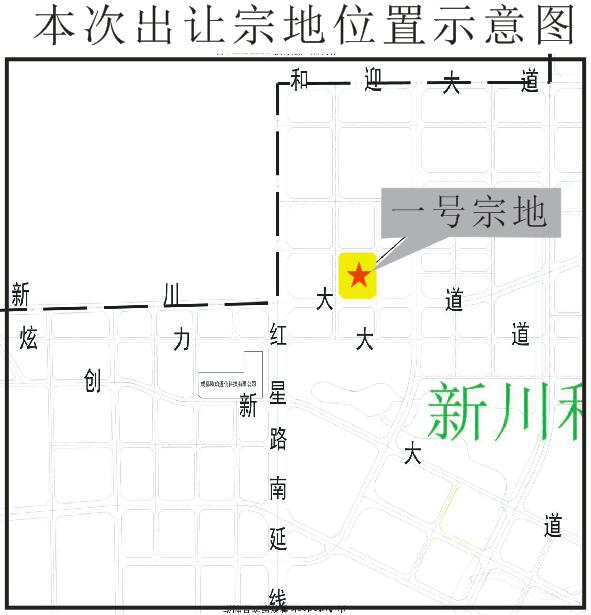 本次出让宗地位置示意图
和迎大道
一号宗地
新川大道
炫力大道
创新大道
红星路南延线
新川科